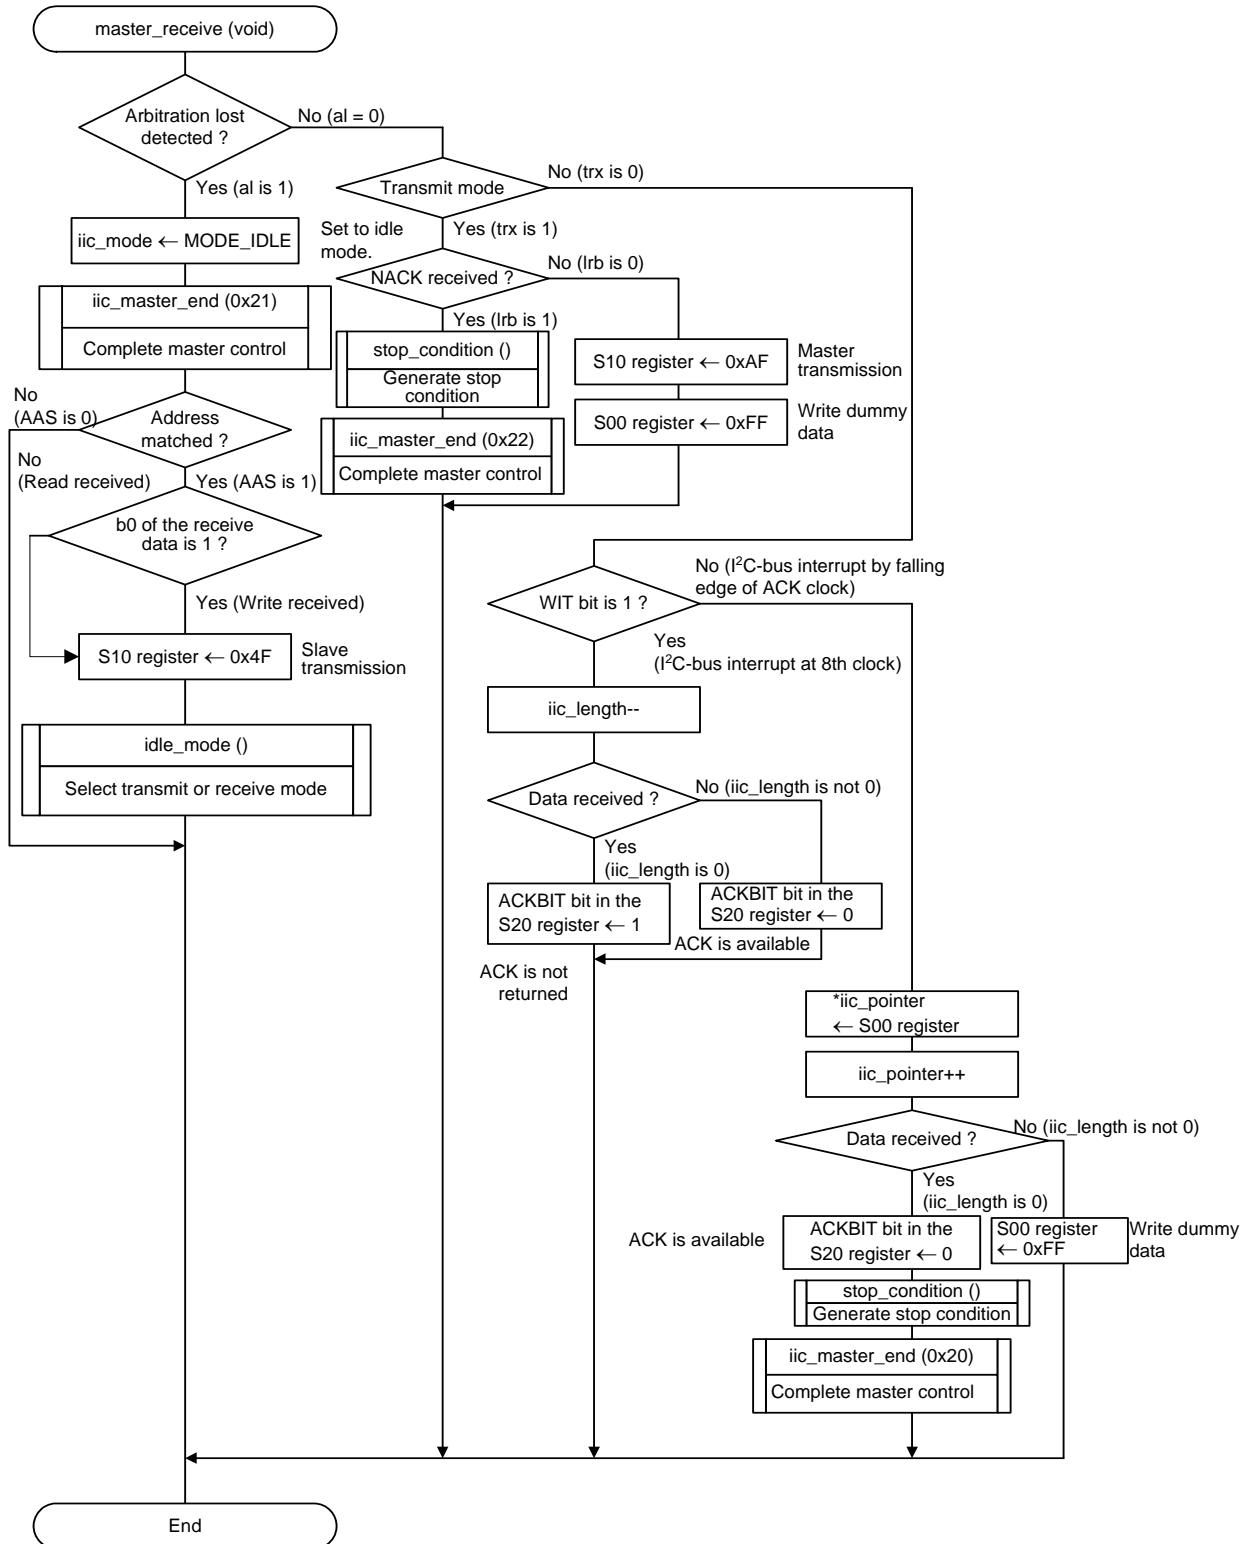 master_receive (void)
Arbitration lost
detected ?
No (al = 0)
Yes (al is 1)
iic_mode ← MODE_IDLE
Set to idle
mode.
iic_master_end (0x21)
Complete master control
No
(AAS is 0)
Address
matched ?
No
(Read received)
Yes (AAS is 1)
b0 of the receive
data is 1 ?
Yes (Write received)
S10 register ← 0x4F
Slave
transmission
idle_mode ()
Select transmit or receive mode
Transmit mode
No (trx is 0)
Yes (trx is 1)
NACK received ?
No (lrb is 0)
Yes (lrb is 1)
stop_condition ()
Generate stop
condition
iic_master_end (0x22)
Complete master control
S10 register ← 0xAF
Master
transmission
S00 register ← 0xFF
Write dummy
data
WIT bit is 1 ?
No (I²C-bus interrupt by falling
edge of ACK clock)
Yes
(I²C-bus interrupt at 8th clock)
iic_length--
Data received ?
No (iic_length is not 0)
Yes
(iic_length is 0)
ACKBIT bit in the
S20 register ← 1
ACKBIT bit in the
S20 register ← 0
ACK is available
ACK is not
returned
*iic_pointer
← S00 register
iic_pointer++
Data received ?
No (iic_length is not 0)
Yes
(iic_length is 0)
ACK is available
ACKBIT bit in the
S20 register ← 0
S00 register
← 0xFF
Write dummy
data
stop_condition ()
Generate stop condition
iic_master_end (0x20)
Complete master control
End